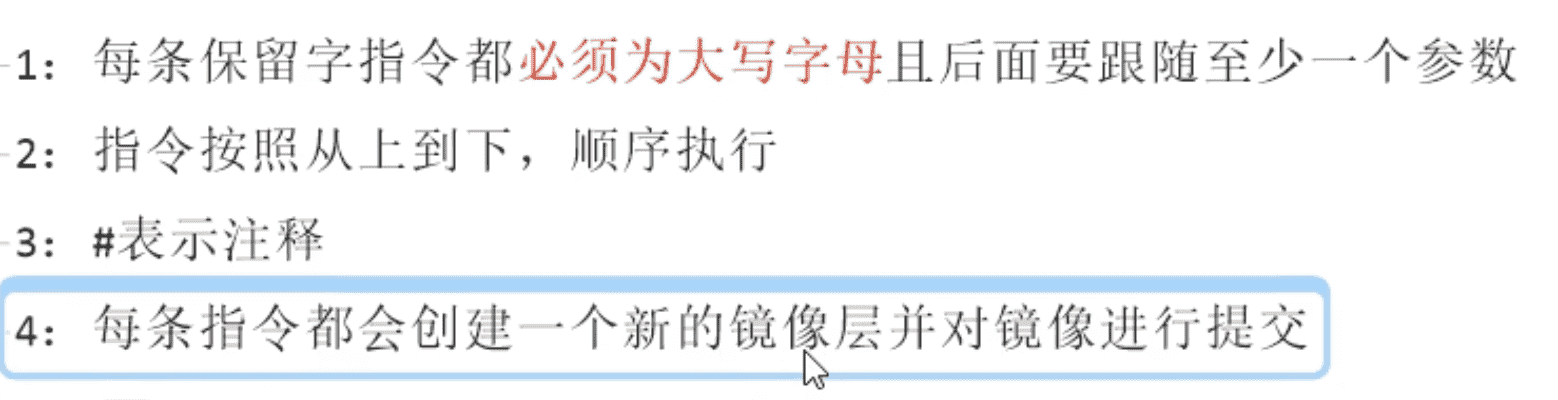 1: 每条保留字指令都必须为大写字母且后面要跟随至少一个参数
2: 指令按照从上到下，顺序执行
3: #表示注释
4: 每条指令都会创建一个新的镜像层并对镜像进行提交